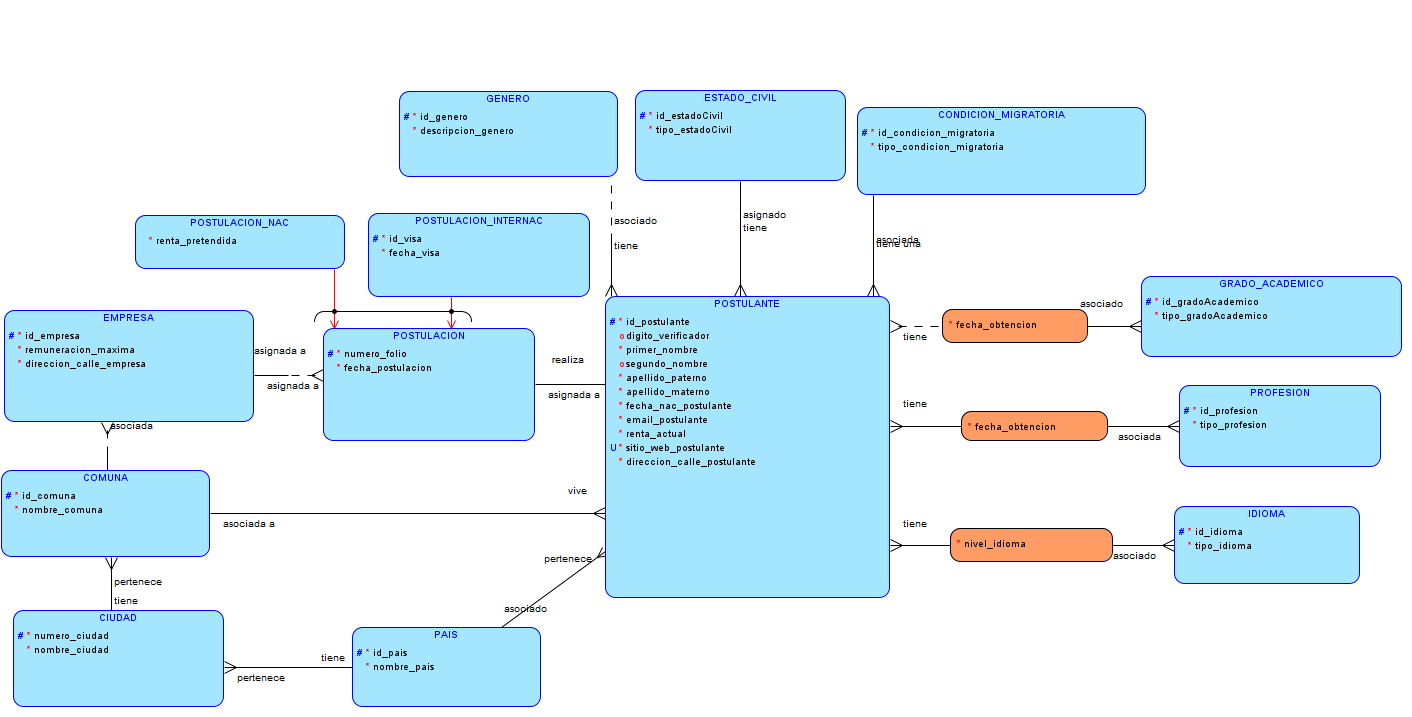 GENERO
# * id_genero
* descripcion_genero
ESTADO_CIVIL
# * id_estadoCivil
* tipo_estadoCivil
CONDICION_MIGRATORIA
# * id_condicion_migratoria
* tipo_condicion_migratoria
POSTULACION_NAC
* renta_pretendida
POSTULACION_INTERNAC
# * id_visa
* fecha_visa
asociado
tiene
asignado
tiene
asociada
tiene una
EMPRESA
# * id_empresa
* remuneracion_maxima
* direccion_calle_empresa
asignada a
asignada a
POSTULACION
# * numero_folio
* fecha_postulacion
realiza
asignada a
POSTULANTE
# * id_postulante
o digito_verificador
* primer_nombre
o segundo_nombre
* apellido_paterno
* apellido_materno
* fecha_nac_postulante
* email_postulante
* renta_actual
U * sitio_web_postulante
* direccion_calle_postulante
tiene
* fecha_obtencion
asociado
GRADO_ACADEMICO
# * id_gradoAcademico
* tipo_gradoAcademico
tiene
* fecha_obtencion
asociada
PROFESION
# * id_profesion
* tipo_profesion
tiene
* nivel_idioma
asociado
IDIOMA
# * id_idioma
* tipo_idioma
asociada
COMUNA
# * id_comuna
* nombre_comuna
asociada a
vive
pertenece
tiene
CIUDAD
# * numero_ciudad
* nombre_ciudad
tiene
pertenece
PAIS
# * id_pais
* nombre_pais
pertenece
asociado